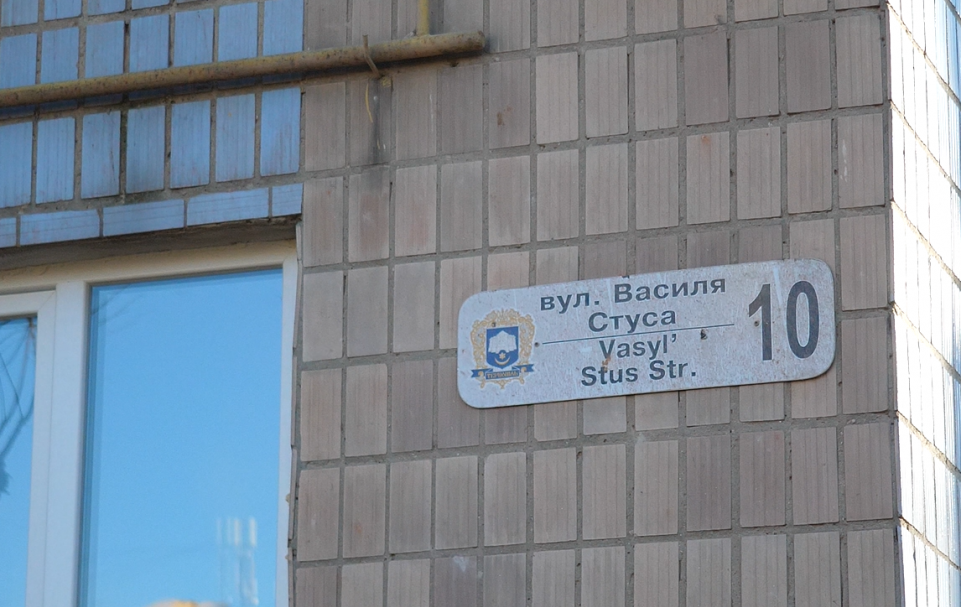 вул. Василя
Стуса
Vasyl'
Stus Str.
10